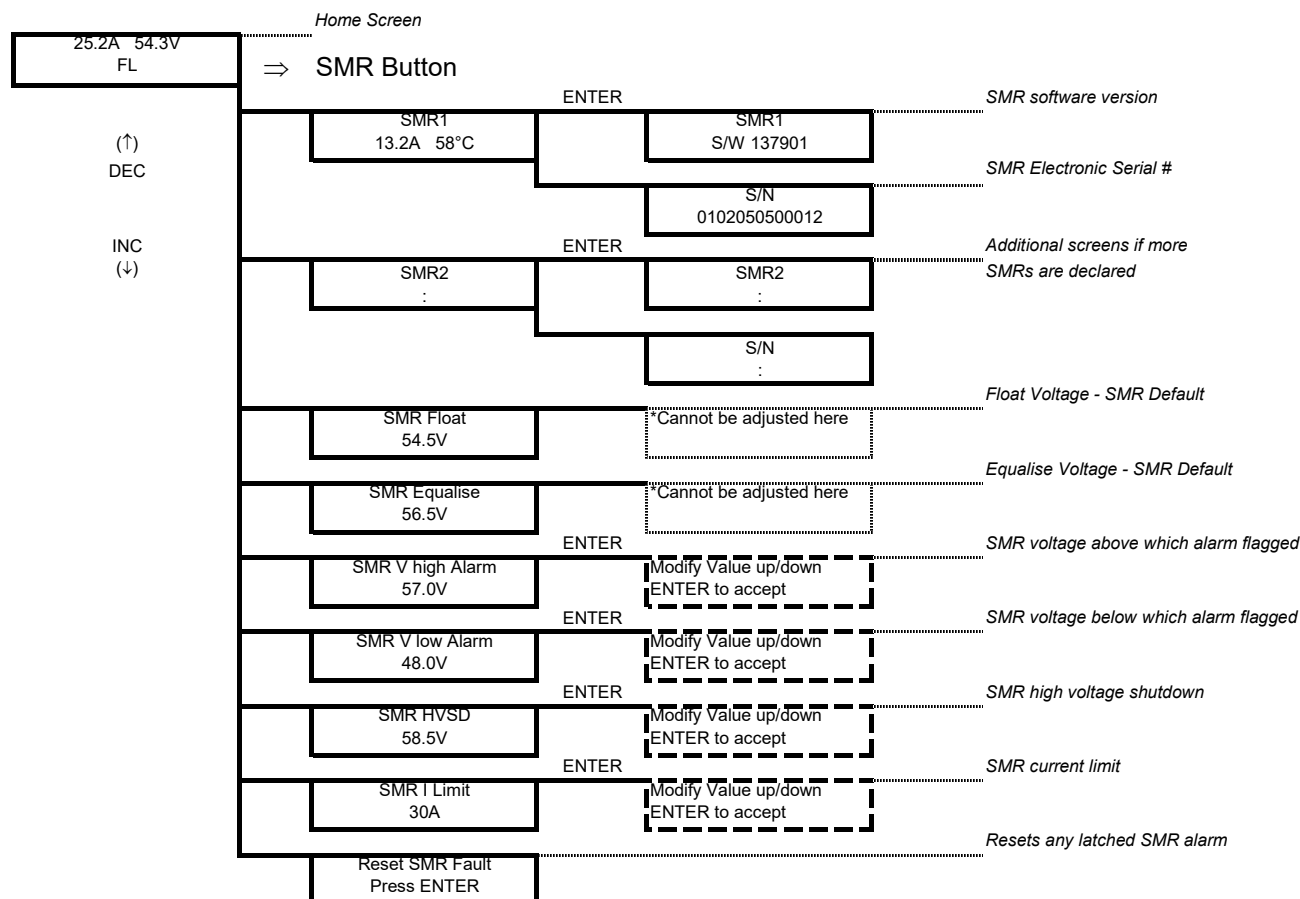 Home Screen
25.2A 54.3V
FL
⇒ SMR Button
ENTER
SMR software version
SMR1
13.2A 58°C
SMR1
S/W 137901
(↑)
DEC
SMR Electronic Serial #
S/N
0102050500012
INC
(↓)
ENTER
Additional screens if more
SMRs are declared
SMR2
:
SMR2
:
S/N
:
Float Voltage - SMR Default
SMR Float
54.5V
*Cannot be adjusted here
Equalise Voltage - SMR Default
SMR Equalise
56.5V
*Cannot be adjusted here
ENTER
SMR voltage above which alarm flagged
SMR V high Alarm
57.0V
Modify Value up/down
ENTER to accept
ENTER
SMR voltage below which alarm flagged
SMR V low Alarm
48.0V
Modify Value up/down
ENTER to accept
ENTER
SMR high voltage shutdown
SMR HVSD
58.5V
Modify Value up/down
ENTER to accept
ENTER
SMR current limit
SMR I Limit
30A
Modify Value up/down
ENTER to accept
Resets any latched SMR alarm
Reset SMR Fault
Press ENTER